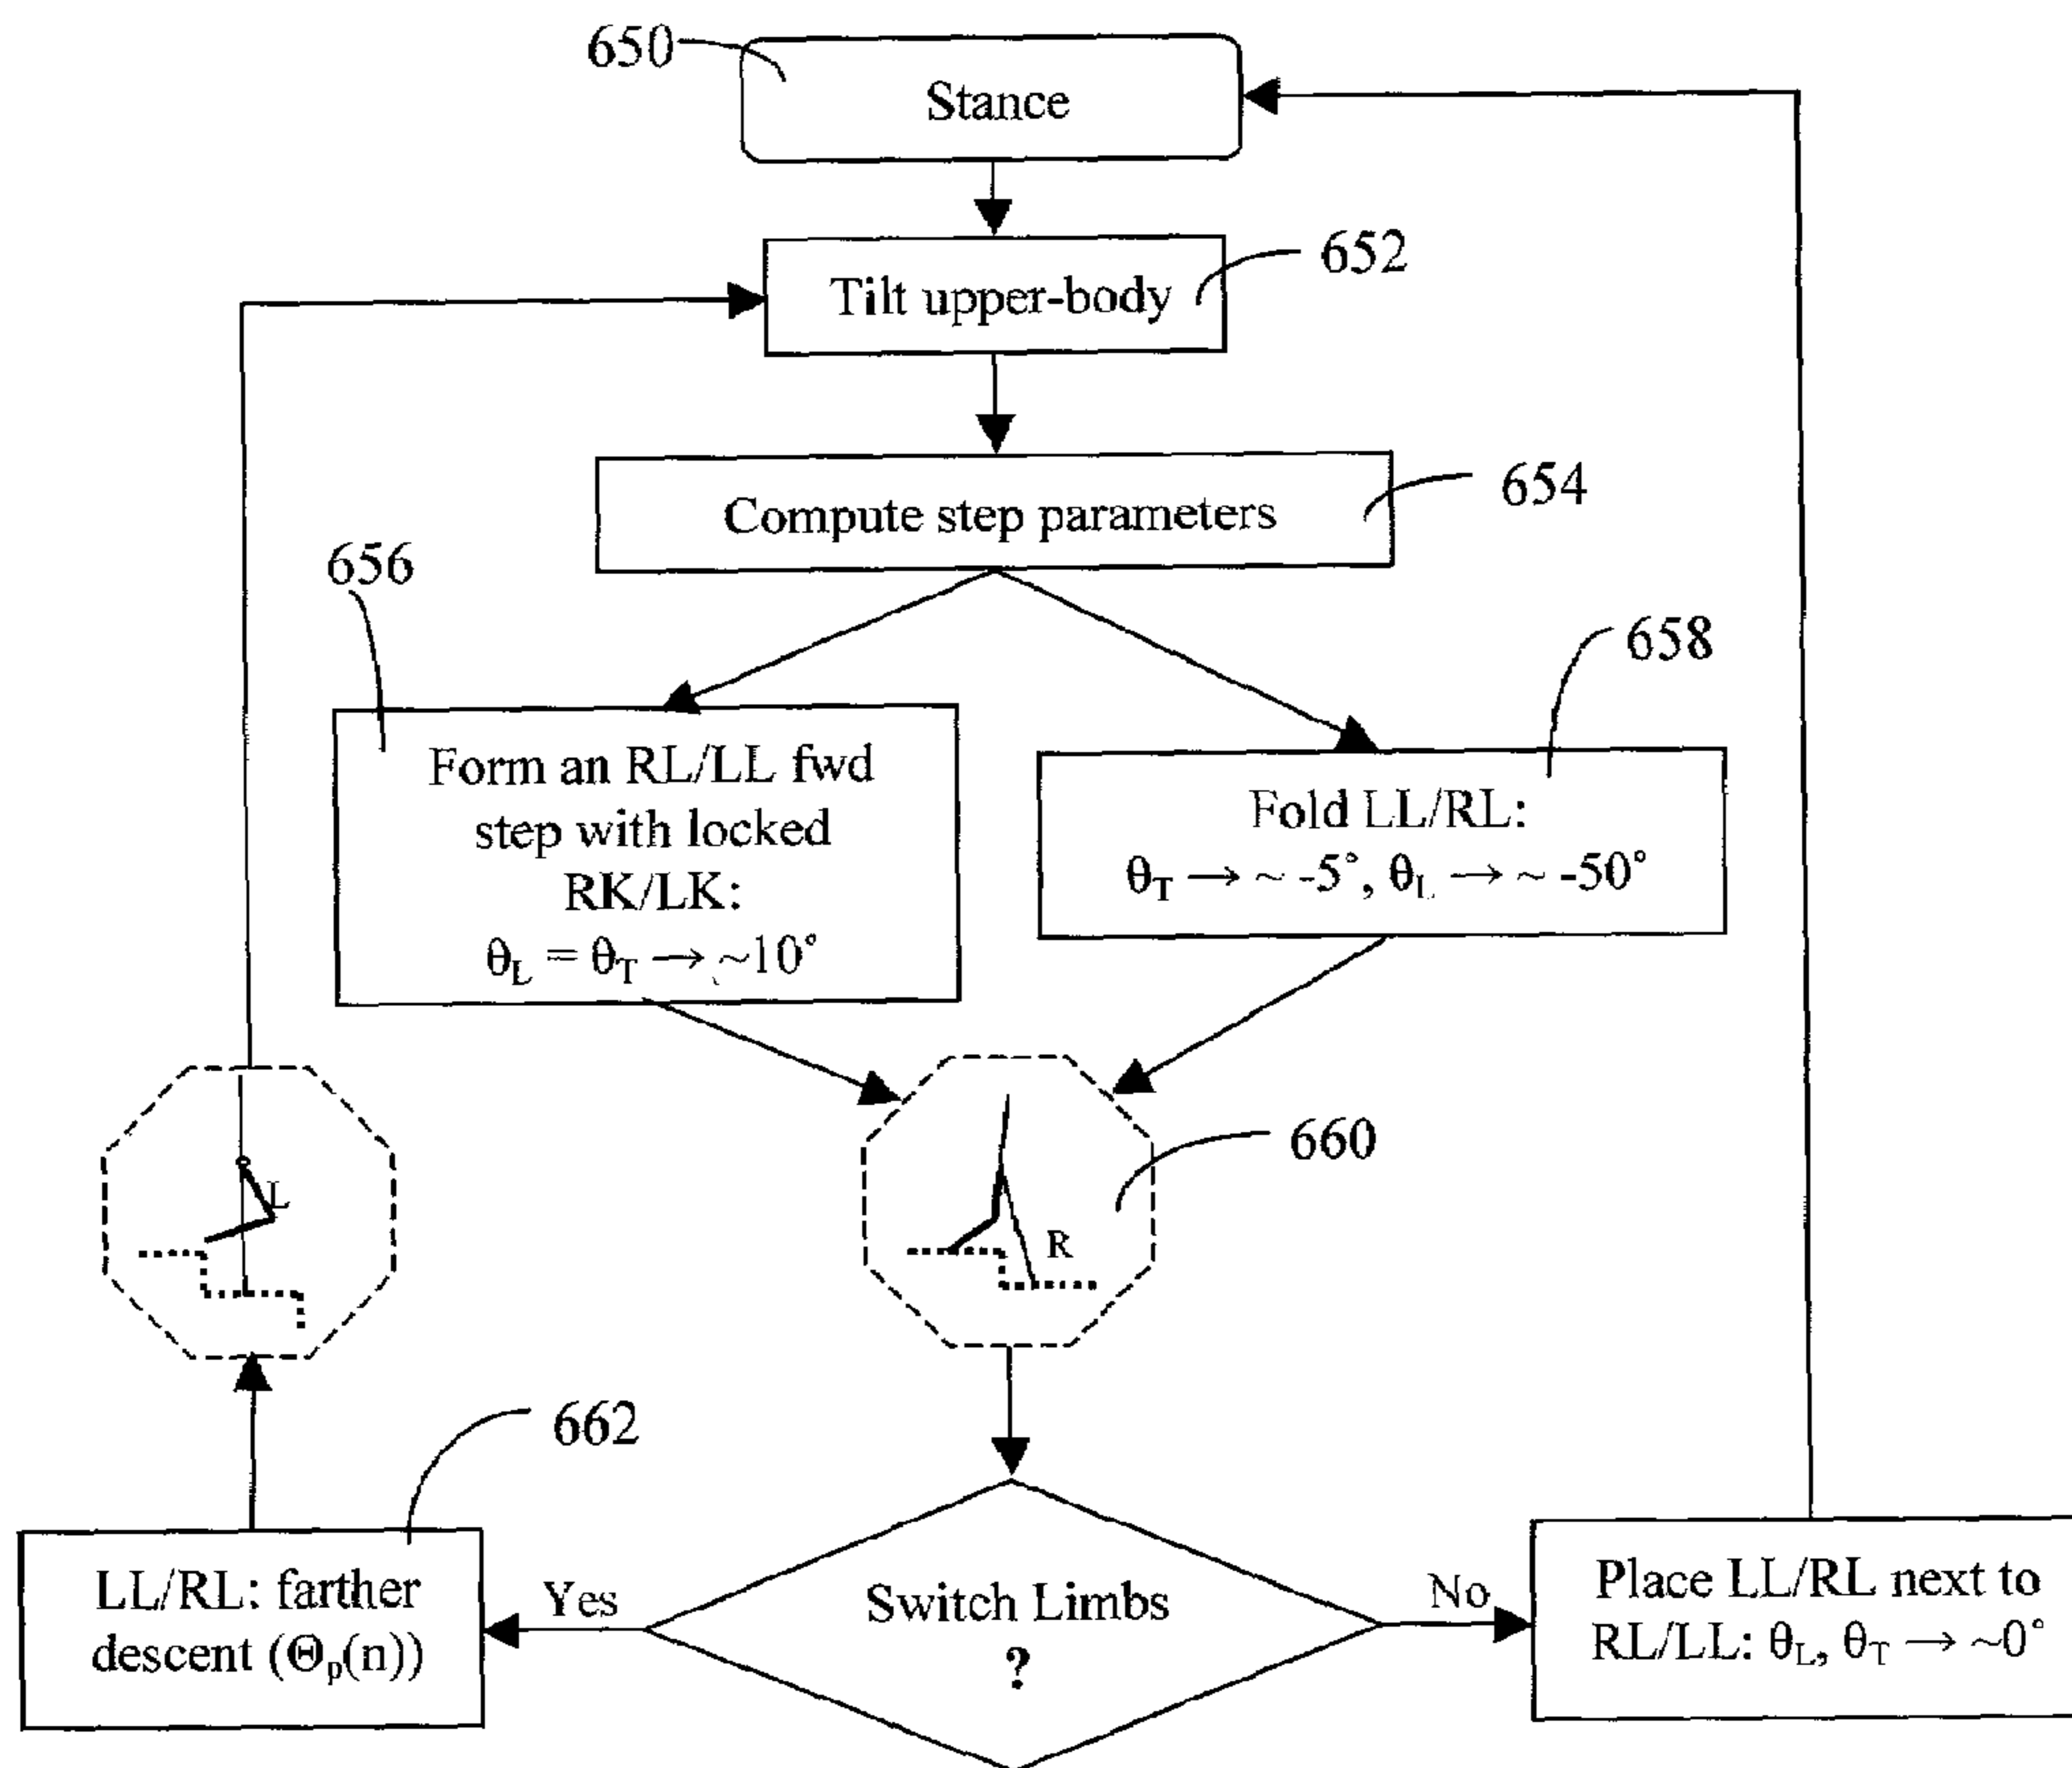 650
Stance
652
Tilt upper-body
654
Compute step parameters
656
658
Form an RL/LL fwd
step with locked
RK/LK:
θL = θT → ~10°
Fold LL/RL:
θT → ~ -5°, θL → ~ -50°
660
L
R
662
LL/RL: farther
descent (Θp(n))
Yes
Switch Limbs
?
No
Place LL/RL next to
RL/LL: θL, θT → ~0°